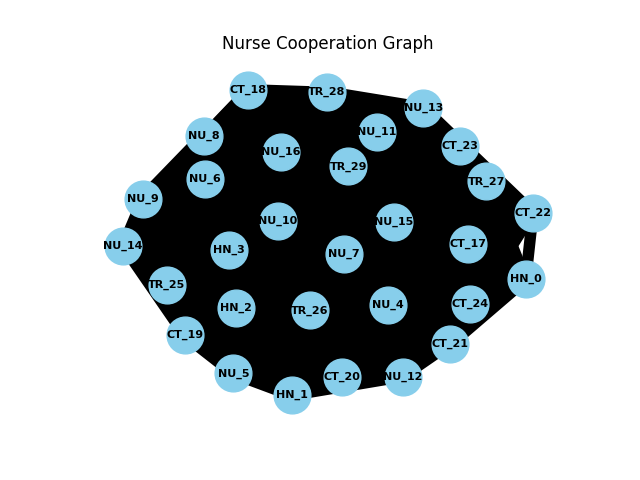 Nurse Cooperation Graph
CT_18
TR_28
NU_13
NU_11
NU_8
CT_23
NU_16
TR_29
NU_6
TR_27
NU_9
CT_22
NU_10
NU_15
NU_14
CT_17
HN_3
NU_7
HN_0
TR_25
NU_4
CT_24
HN_2
TR_26
CT_19
CT_21
NU_5
CT_20
NU_12
HN_1